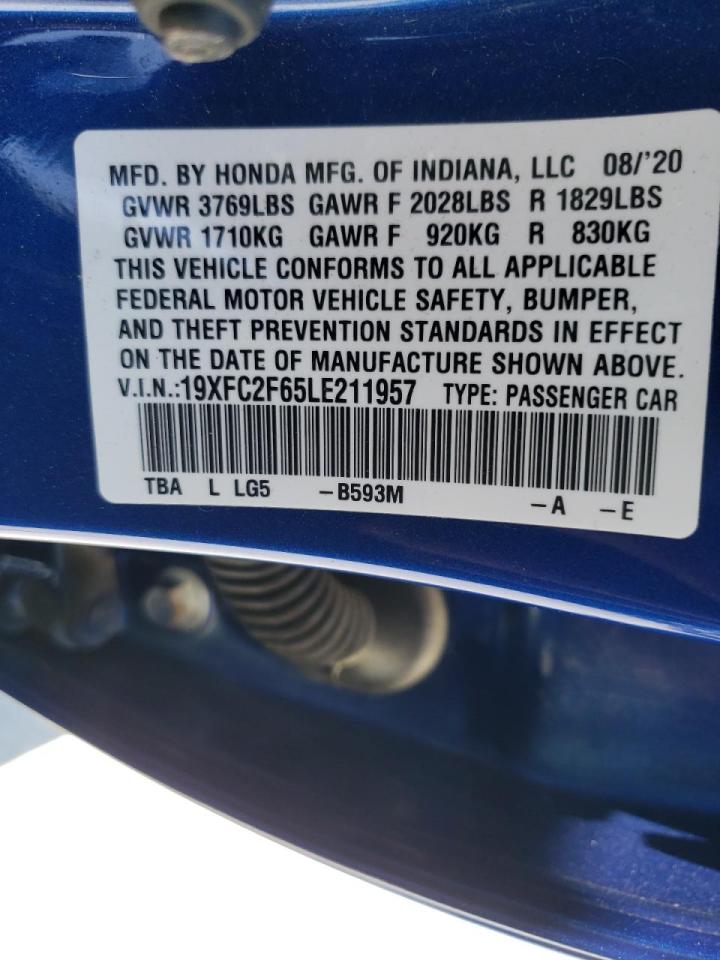 MFD. BY HONDA MFG. OF INDIANA, LLC 08/'20
GVWR 3769LBS GAWR F 2028LBS R 1829LBS
GVWR 1710KG GAWR F 920KG R 830KG
THIS VEHICLE CONFORMS TO ALL APPLICABLE
FEDERAL MOTOR VEHICLE SAFETY, BUMPER,
AND THEFT PREVENTION STANDARDS IN EFFECT
ON THE DATE OF MANUFACTURE SHOWN ABOVE.
V.I.N.:19XFC2F65LE211957 TYPE: PASSENGER CAR
TBA L LG5 -B593M -A -E